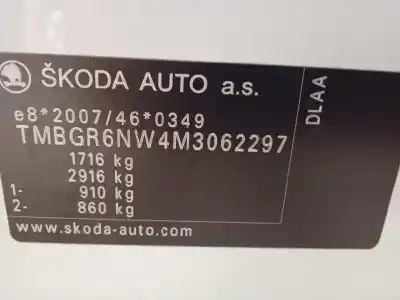 ŠKODA AUTO a.s.
e8*2007/46*0349
TMBGR6NW4M3062297
1716 kg
2916 kg
1- 910 kg
2- 860 kg
www.skoda-auto.com
DLAA